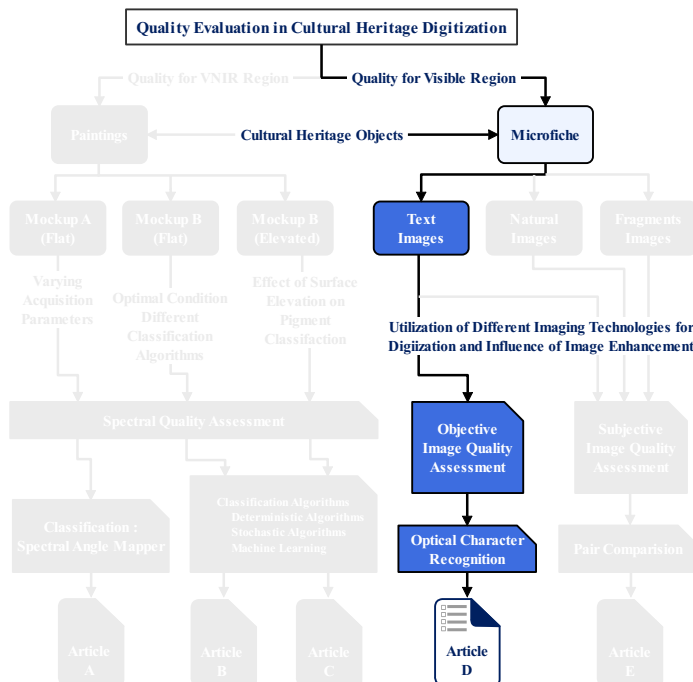 Quality Evaluation in Cultural Heritage Digitization
Quality for VNIR Region
Quality for Visible Region
Paintings
Cultural Heritage Objects
Microfiche
Mockup A
(Flat)
Mockup B
(Flat)
Mockup B
(Elevated)
Text
Images
Natural
Images
Fragments
Images
Varying
Acquisition
Parameters
Optimal Condition
Different
Classification
Algorithms
Effect of Surface
Elevation on
Pigment
Classifaction
Utilization of Different Imaging Technologies for
Digiization and Influence of Image Enhancement
Spectral Quality Assessment
Objective
Image Quality
Assessment
Subjective
Image Quality
Assessment
Classification :
Spectral Angle Mapper
Classification Algorithms
Deterministic Algorithms
Stochastic Algorithms
Machine Learning
Optical Character
Recognition
Pair Comparision
Article
A
Article
B
Article
C
Article
D
Article
E